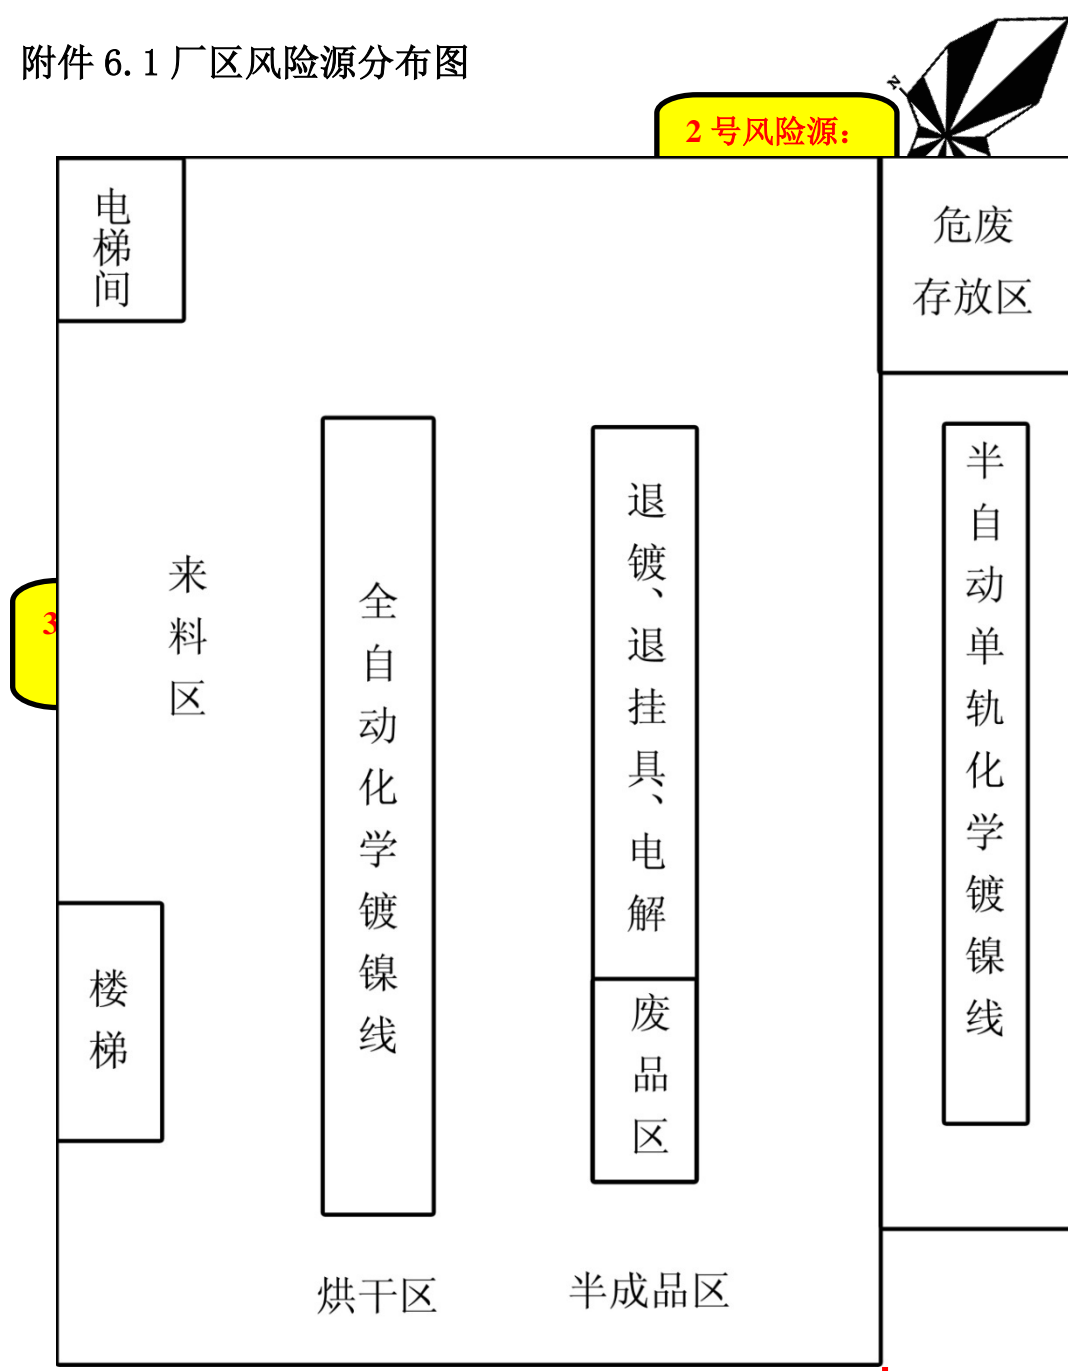 附件 6.1 厂区风险源分布图
N
2 号风险源：
电梯间
危废
存放区
3
来料区
全自动化学镀镍线
退镀、退挂具、电解
半自动单轨化学镀镍线
楼梯
废品区
烘干区
半成品区